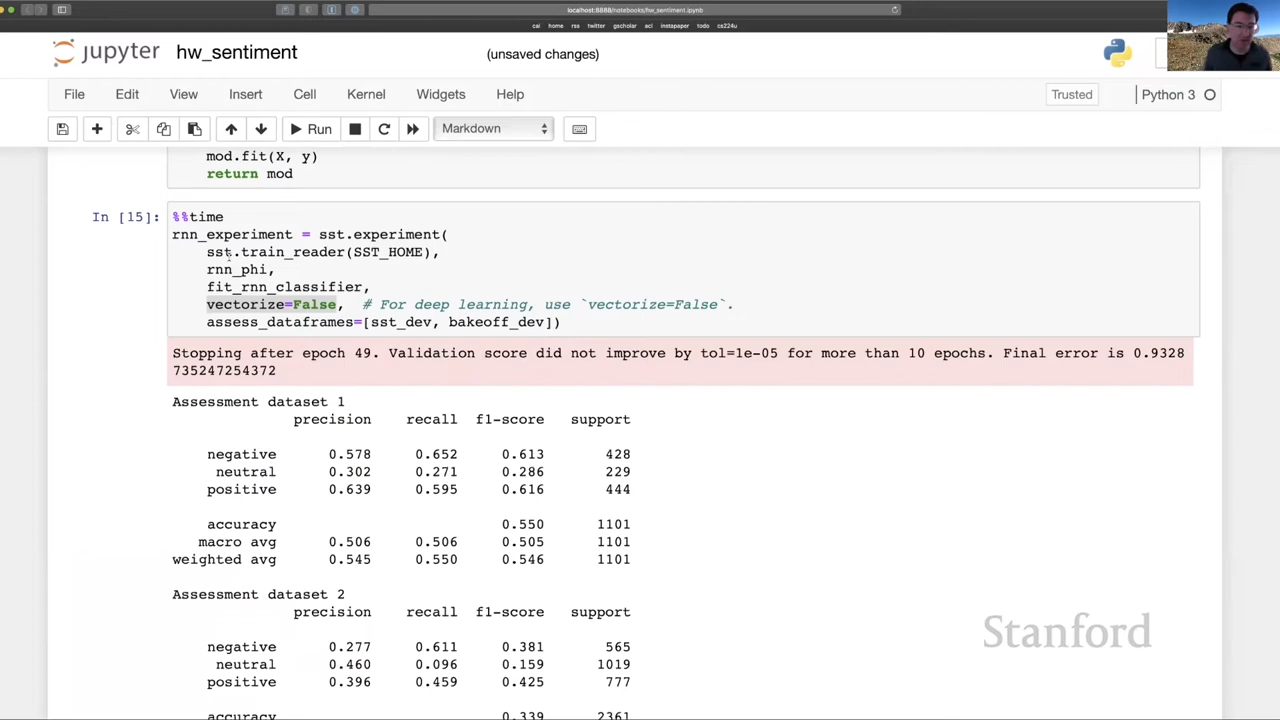 localhost:8888/notebooks/hw_sentiment.ipynb
cal home rss twitter gscholar acl instapaper todo cs224u
jupyter hw_sentiment (unsaved changes)
File Edit View Insert Cell Kernel Widgets Help Trusted Python 3
Run Markdown
mod.fit(X, y)
return mod
In [15]: %%time
rnn_experiment = sst.experiment(
sst.train_reader(SST_HOME),
rnn_phi,
fit_rnn_classifier,
vectorize=False, # For deep learning, use `vectorize=False`.
assess_dataframes=[sst_dev, bakeoff_dev])
Stopping after epoch 49. Validation score did not improve by tol=1e-05 for more than 10 epochs. Final error is 0.9328
735247254372
Assessment dataset 1
precision recall f1-score support
negative 0.578 0.652 0.613 428
neutral 0.302 0.271 0.286 229
positive 0.639 0.595 0.616 444
accuracy 0.550 1101
macro avg 0.506 0.506 0.505 1101
weighted avg 0.545 0.550 0.546 1101
Assessment dataset 2
precision recall f1-score support
negative 0.277 0.611 0.381 565
neutral 0.460 0.096 0.159 1019
positive 0.396 0.459 0.425 777
accuracy 0.339 2361
Stanford